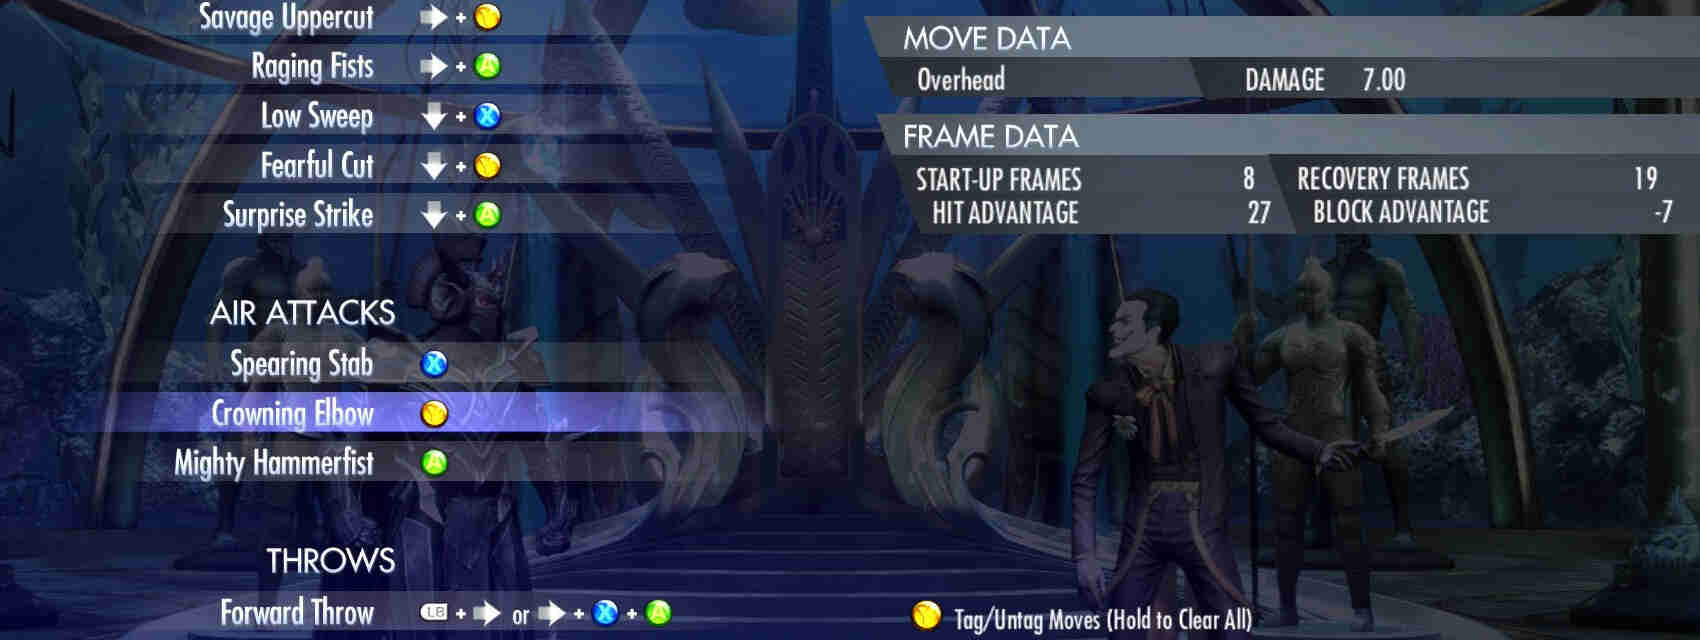 Savage Uppercut + Y
Raging Fists + A
Low Sweep + X
Fearful Cut + Y
Surprise Strike + A
AIR ATTACKS
Spearing Stab X
Crowning Elbow Y
Mighty Hammerfist A
THROWS
Forward Throw LB + or + X + A
MOVE DATA
Overhead DAMAGE 7.00
FRAME DATA
START-UP FRAMES 8 RECOVERY FRAMES 19
HIT ADVANTAGE 27 BLOCK ADVANTAGE -7
Y Tag/Untag Moves (Hold to Clear All)